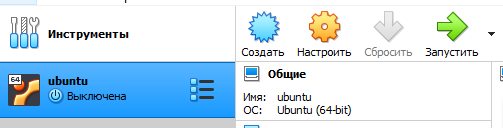 Инструменты
Создать Настроить Сбросить Запустить
64
ubuntu
Выключена
Общие
Имя: ubuntu
ОС: Ubuntu (64-bit)